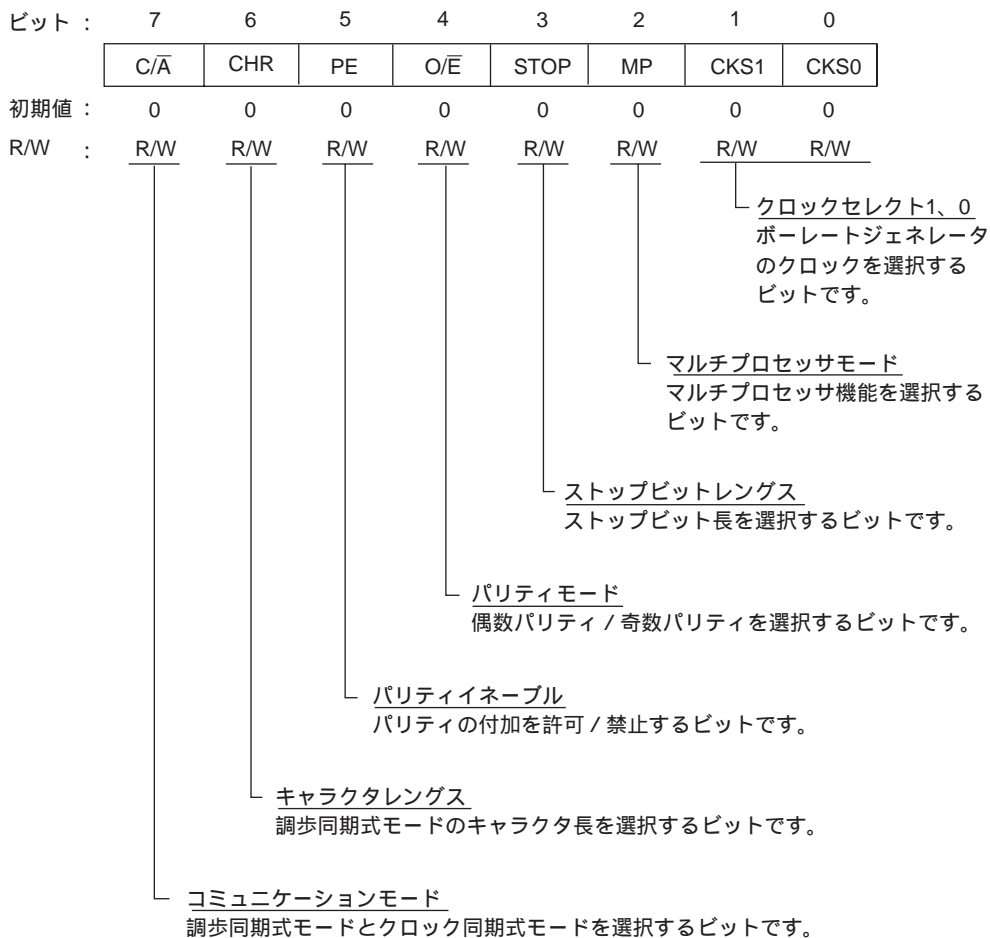 ビット : 7 6 5 4 3 2 1 0
C/A̅ CHR PE O/E̅ STOP MP CKS1 CKS0
初期値 : 0 0 0 0 0 0 0 0
R/W : R/W R/W R/W R/W R/W R/W R/W R/W
クロックセレクト1、0
ボーレートジェネレータ
のクロックを選択する
ビットです。
マルチプロセッサモード
マルチプロセッサ機能を選択する
ビットです。
ストップビットレングス
ストップビット長を選択するビットです。
パリティモード
偶数パリティ / 奇数パリティを選択するビットです。
パリティイネーブル
パリティの付加を許可 / 禁止するビットです。
キャラクタレングス
調歩同期式モードのキャラクタ長を選択するビットです。
コミュニケーションモード
調歩同期式モードとクロック同期式モードを選択するビットです。